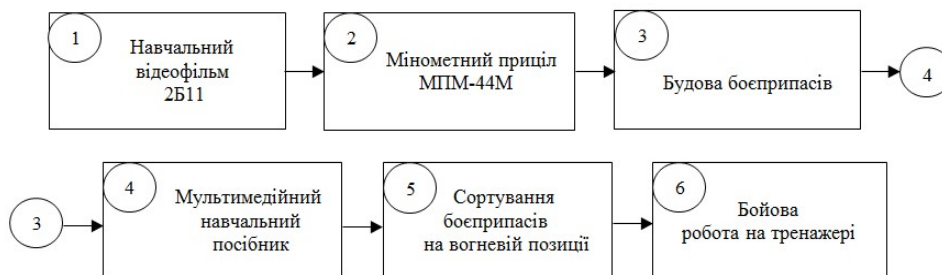 1
Навчальний
відеофільм
2Б11
2
Мінометний приціл
МПМ-44М
3
Будова боєприпасів
4
3
4
Мультимедійний
навчальний
посібник
5
Сортування
боєприпасів
на вогневій позиції
6
Бойова
робота на тренажері